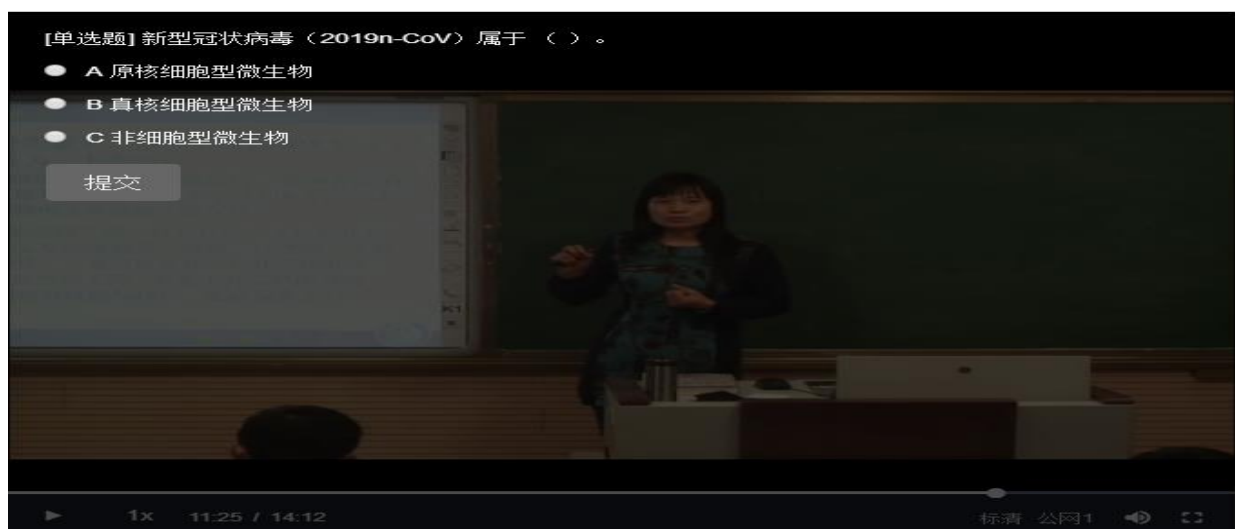 [单选题] 新型冠状病毒（2019n-CoV）属于 （ ）。
A 原核细胞型微生物
B 真核细胞型微生物
C 非细胞型微生物
提交
K1
1x 11:25 / 14:12 标清 公网1